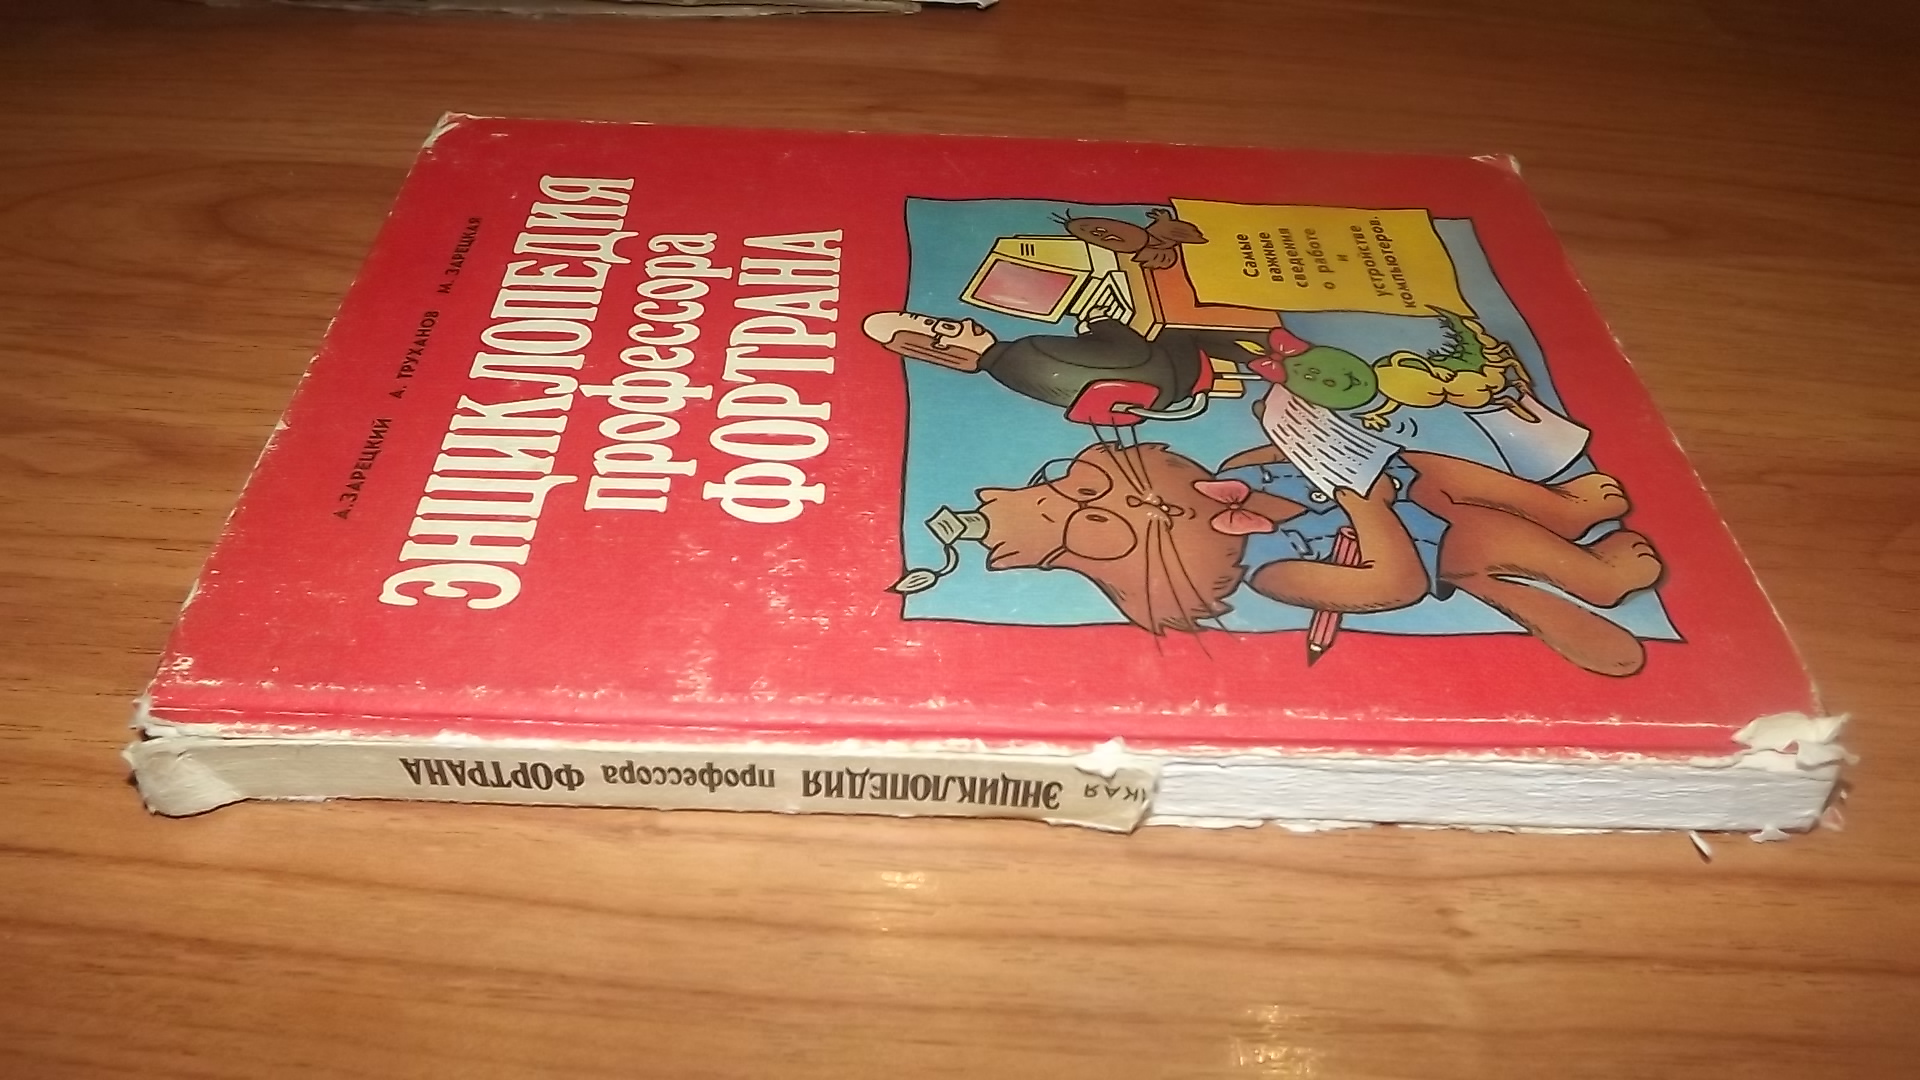 А. ЗАРЕЦКИЙ А. ТРУХАНОВ М. ЗАРЕЦКАЯ
ЭНЦИКЛОПЕДИЯ
профессора
ФОРТРАНА
Самые
важные
сведения
о работе
и
устройстве
компьютеров.
КАЯ ЭНЦИКЛОПЕДИЯ профессора ФОРТРАНА